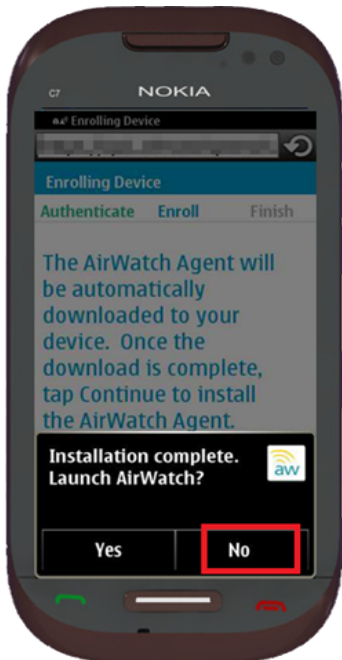 C7
NOKIA
Enrolling Device
Enrolling Device
Authenticate Enroll Finish
The AirWatch Agent will
be automatically
downloaded to your
device. Once the
download is complete,
tap Continue to install
the AirWatch Agent.
Installation complete.
Launch AirWatch?
aw
Yes No